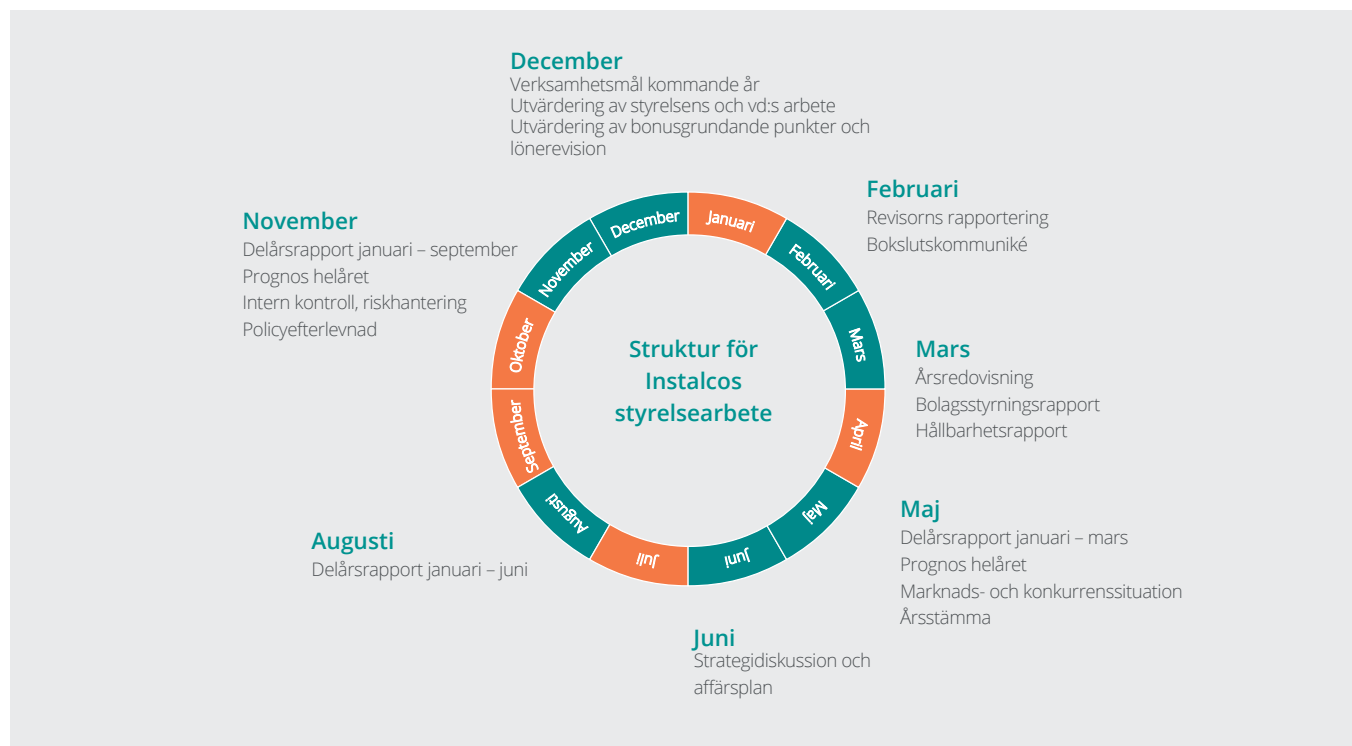 December
Verksamhetsmål kommande år
Utvärdering av styrelsens och vd:s arbete
Utvärdering av bonusgrundande punkter och
lönerevision
Februari
Revisorns rapportering
Bokslutskommuniké
Mars
Årsredovisning
Bolagsstyrningsrapport
Hållbarhetsrapport
Maj
Delårsrapport januari – mars
Prognos helåret
Marknads- och konkurrenssituation
Årsstämma
Juni
Strategidiskussion och
affärsplan
Augusti
Delårsrapport januari – juni
November
Delårsrapport januari – september
Prognos helåret
Intern kontroll, riskhantering
Policyefterlevnad
Januari
Februari
Mars
April
Maj
Juni
Juli
Augusti
September
Oktober
November
December
Struktur för
Instalcos
styrelsearbete